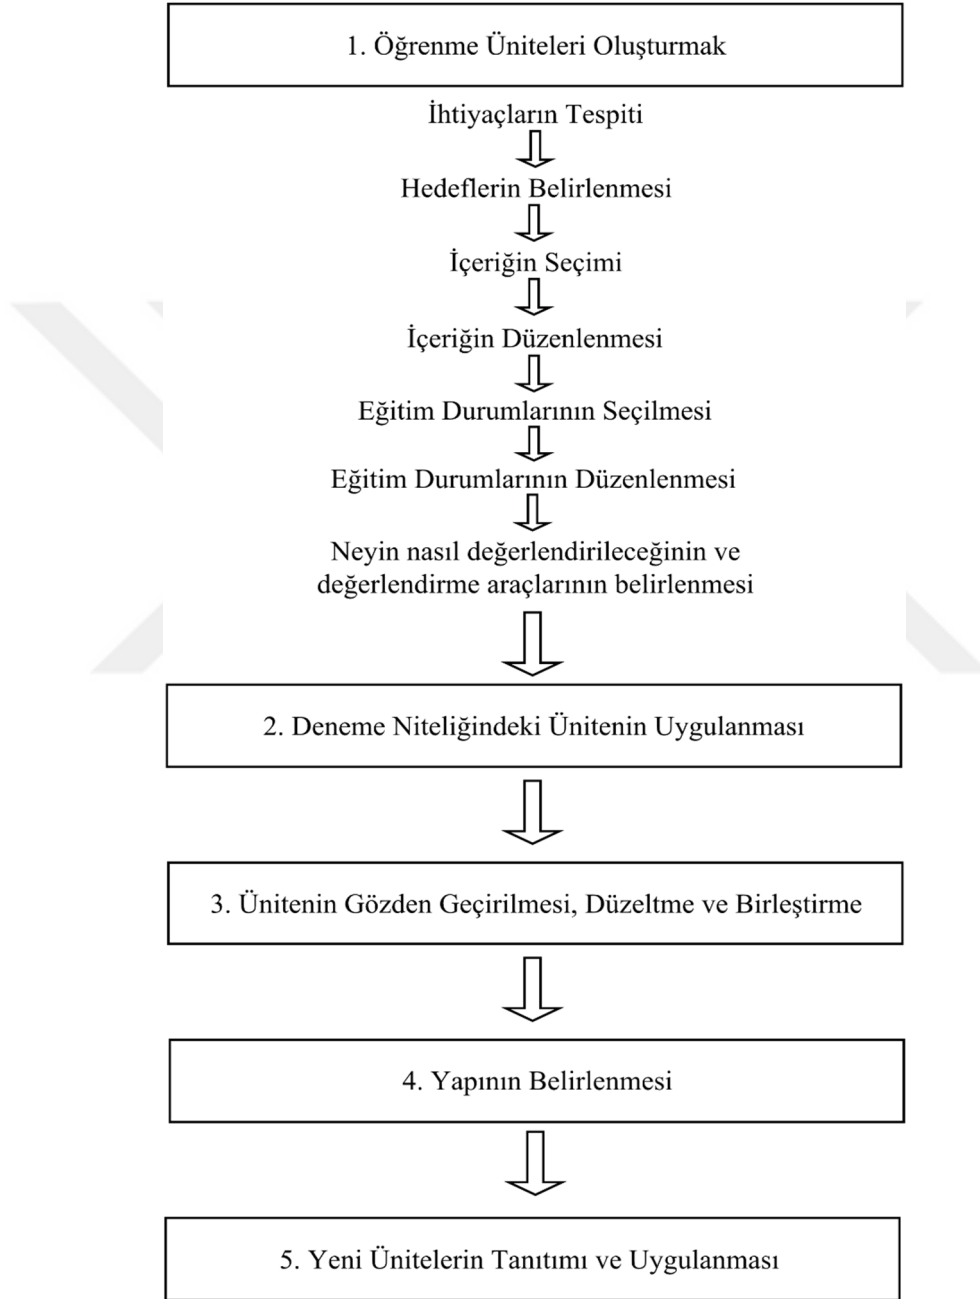 1. Öğrenme Üniteleri Oluşturmak
İhtiyaçların Tespiti
Hedeflerin Belirlenmesi
İçeriğin Seçimi
İçeriğin Düzenlenmesi
Eğitim Durumlarının Seçilmesi
Eğitim Durumlarının Düzenlenmesi
Neyin nasıl değerlendirileceğinin ve
değerlendirme araçlarının belirlenmesi
2. Deneme Niteliğindeki Ünitenin Uygulanması
3. Ünitenin Gözden Geçirilmesi, Düzeltme ve Birleştirme
4. Yapının Belirlenmesi
5. Yeni Ünitelerin Tanıtımı ve Uygulanması